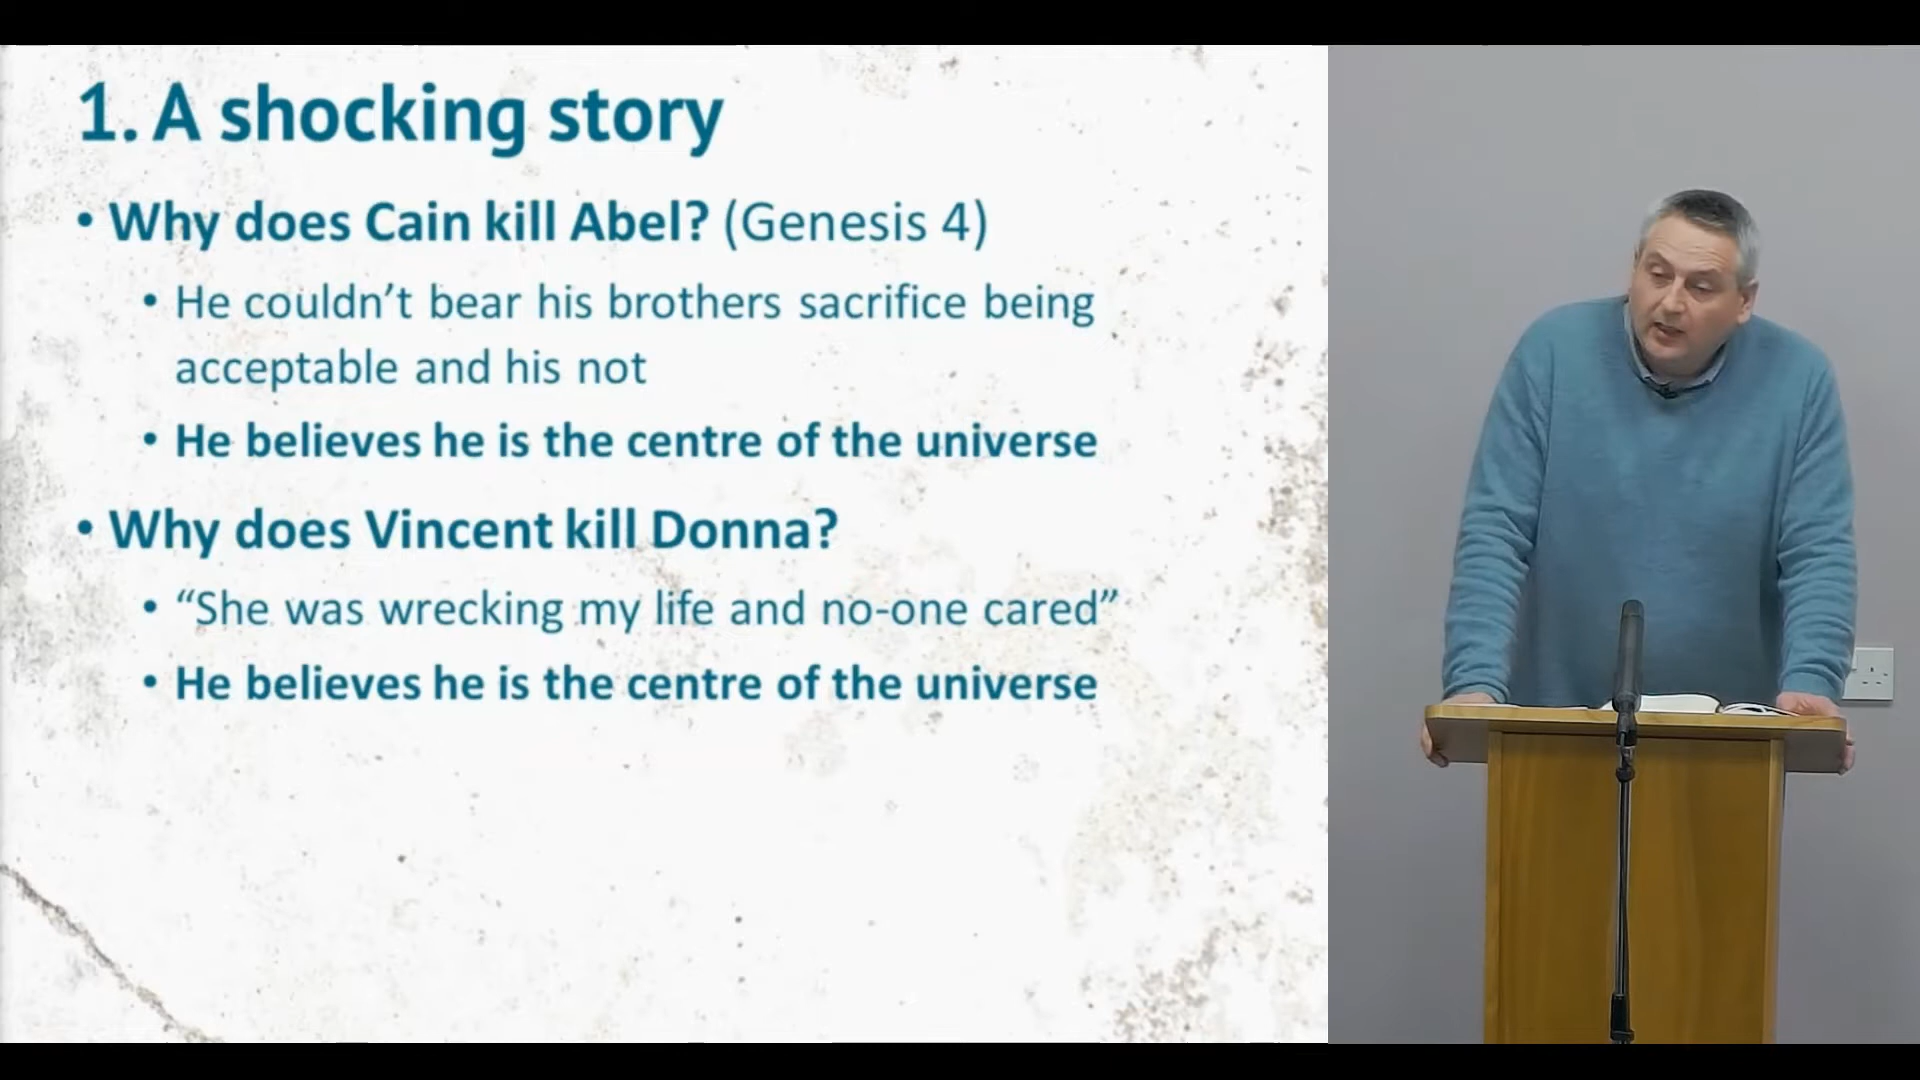 1. A shocking story
• Why does Cain kill Abel? (Genesis 4)
• He couldn’t bear his brothers sacrifice being
acceptable and his not
• He believes he is the centre of the universe
• Why does Vincent kill Donna?
• “She was wrecking my life and no-one cared”
• He believes he is the centre of the universe